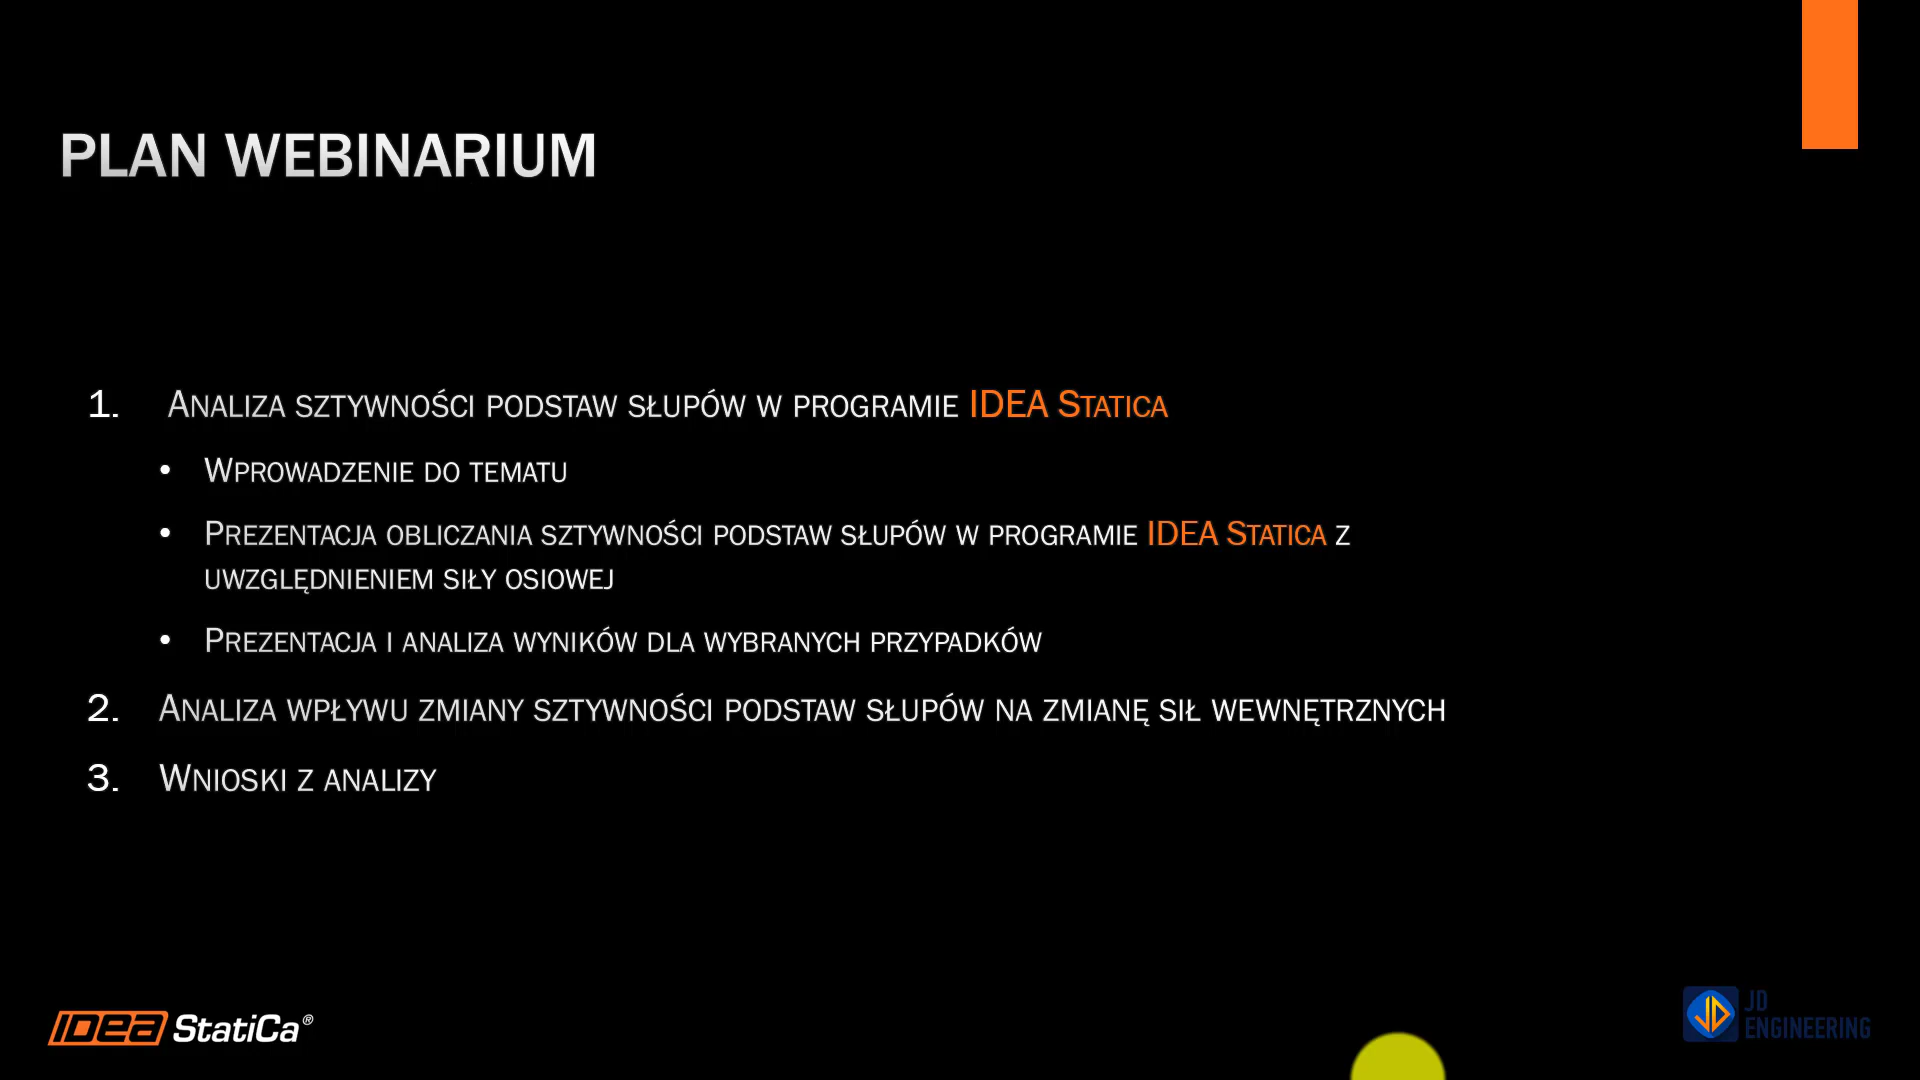 PLAN WEBINARIUM
1. Analiza sztywności podstaw słupów w programie IDEA Statica
• Wprowadzenie do tematu
• Prezentacja obliczania sztywności podstaw słupów w programie IDEA Statica z
uwzględnieniem siły osiowej
• Prezentacja i analiza wyników dla wybranych przypadków
2. Analiza wpływu zmiany sztywności podstaw słupów na zmianę sił wewnętrznych
3. Wnioski z analizy
IDEA StatiCa®
JD
ENGINEERING